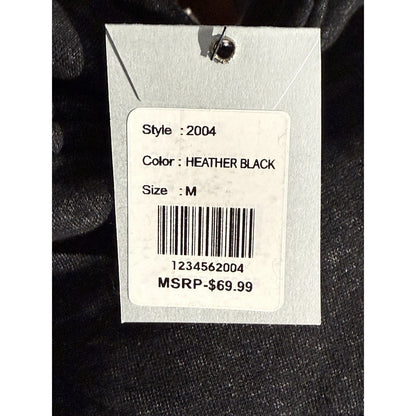 Style : 2004
Color : HEATHER BLACK
Size : M
1234562004
MSRP-$69.99